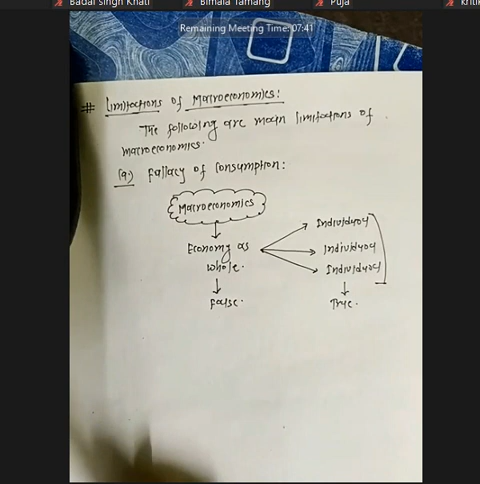 Badal singh Khati
Bimala Tamang
Puja
Remaining Meeting Time: 07:41
# Limitations of Macroeconomics:
The following are main limitations of
macroeconomics.
(a.) Fallacy of Consumption:
Macroeconomics
Economy as
whole.
False.
Individual
Individual
Individual
True.